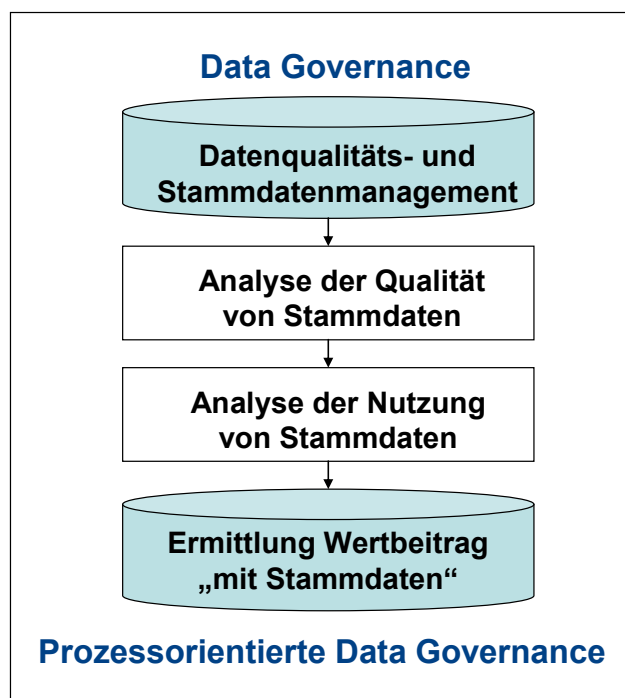 Data Governance
Datenqualitäts- und
Stammdatenmanagement
Analyse der Qualität
von Stammdaten
Analyse der Nutzung
von Stammdaten
Ermittlung Wertbeitrag
„mit Stammdaten“
Prozessorientierte Data Governance